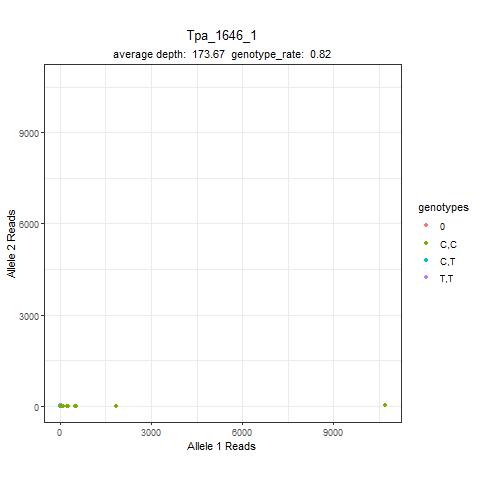 Tpa_1646_1
average depth: 173.67 genotype_rate: 0.82
9000
6000
3000
0
Allele 2 Reads
0 3000 6000 9000
Allele 1 Reads
genotypes
0
C,C
C,T
T,T